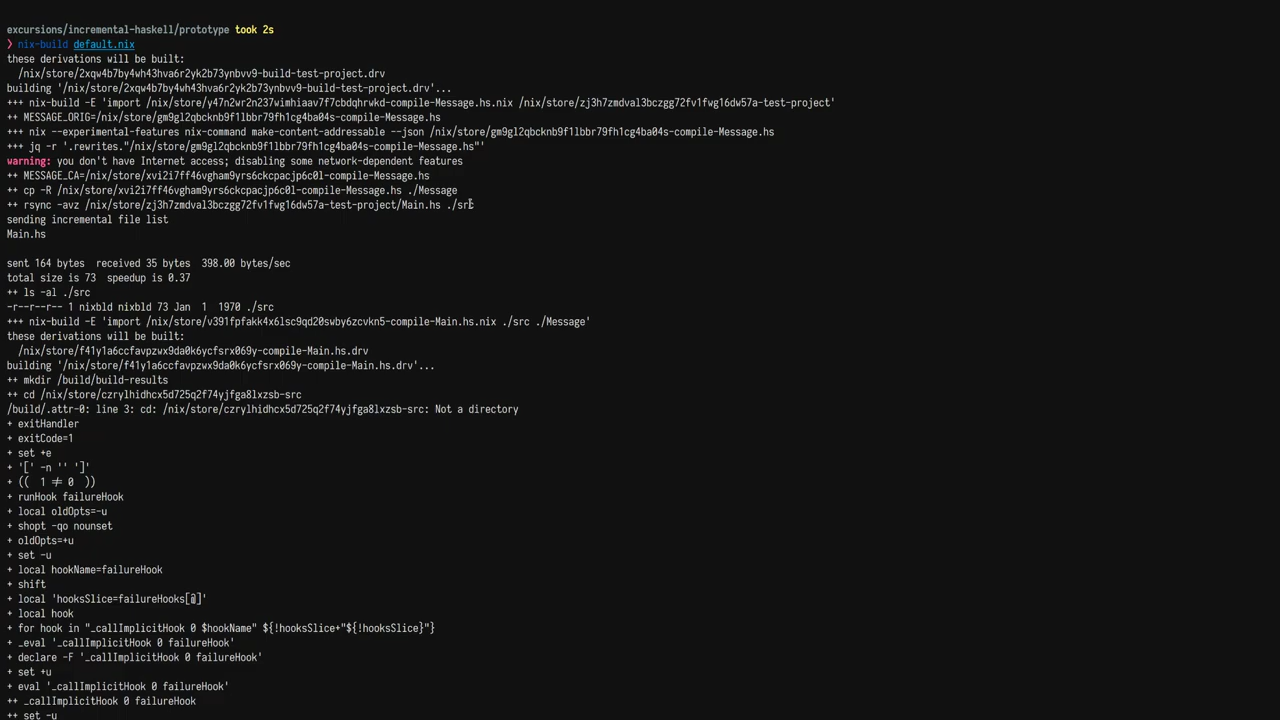 excursions/incremental-haskell/prototype took 2s
❯ nix-build default.nix
these derivations will be built:
  /nix/store/2xqw4b7by4wh43hva6r2yk2b73ynbvv9-build-test-project.drv
building '/nix/store/2xqw4b7by4wh43hva6r2yk2b73ynbvv9-build-test-project.drv'...
+++ nix-build -E 'import /nix/store/y47n2wr2n237wimhiaav7f7cbdqhrwkd-compile-Message.hs.nix /nix/store/zj3h7zmdval3bczgg72fv1fwg16dw57a-test-project'
++ MESSAGE_ORIG=/nix/store/gm9gl2qbcknb9f1lbbr79fh1cg4ba04s-compile-Message.hs
+++ nix --experimental-features nix-command make-content-addressable --json /nix/store/gm9gl2qbcknb9f1lbbr79fh1cg4ba04s-compile-Message.hs
+++ jq -r '.rewrites."/nix/store/gm9gl2qbcknb9f1lbbr79fh1cg4ba04s-compile-Message.hs"'
warning: you don't have Internet access; disabling some network-dependent features
++ MESSAGE_CA=/nix/store/xvi2i7ff46vgham9yrs6ckcpacjp6c0l-compile-Message.hs
++ cp -R /nix/store/xvi2i7ff46vgham9yrs6ckcpacjp6c0l-compile-Message.hs ./Message
++ rsync -avz /nix/store/zj3h7zmdval3bczgg72fv1fwg16dw57a-test-project/Main.hs ./src
sending incremental file list
Main.hs

sent 164 bytes  received 35 bytes  398.00 bytes/sec
total size is 73  speedup is 0.37
++ ls -al ./src
-r--r--r-- 1 nixbld nixbld 73 Jan  1  1970 ./src
+++ nix-build -E 'import /nix/store/v391fpfakk4x6lsc9qd20swby6zcvkn5-compile-Main.hs.nix ./src ./Message'
these derivations will be built:
  /nix/store/f41y1a6ccfavpzwx9da0k6ycfsrx069y-compile-Main.hs.drv
building '/nix/store/f41y1a6ccfavpzwx9da0k6ycfsrx069y-compile-Main.hs.drv'...
++ mkdir /build/build-results
++ cd /nix/store/czrylhidhcx5d725q2f74yjfga8lxzsb-src
/build/.attr-0: line 3: cd: /nix/store/czrylhidhcx5d725q2f74yjfga8lxzsb-src: Not a directory
+ exitHandler
+ exitCode=1
+ set +e
+ '[' -n '' ']'
+ ((  1 != 0  ))
+ runHook failureHook
+ local oldOpts=-u
+ shopt -qo nounset
+ oldOpts=+u
+ set -u
+ local hookName=failureHook
+ shift
+ local 'hooksSlice=failureHooks[@]'
+ local hook
+ for hook in "_callImplicitHook 0 $hookName" ${!hooksSlice+"${!hooksSlice}"}
+ _eval '_callImplicitHook 0 failureHook'
+ declare -F '_callImplicitHook 0 failureHook'
+ set +u
+ eval '_callImplicitHook 0 failureHook'
++ _callImplicitHook 0 failureHook
++ set -u